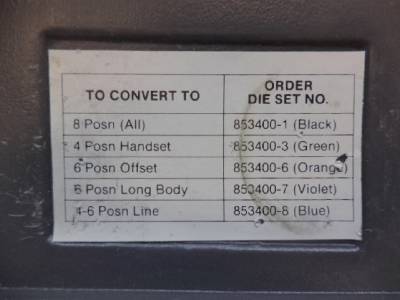 TO CONVERT TO ORDER DIE SET NO.
8 Posn (All) 853400-1 (Black)
4 Posn Handset 853400-3 (Green)
6 Posn Offset 853400-6 (Orange)
6 Posn Long Body 853400-7 (Violet)
4-6 Posn Line 853400-8 (Blue)